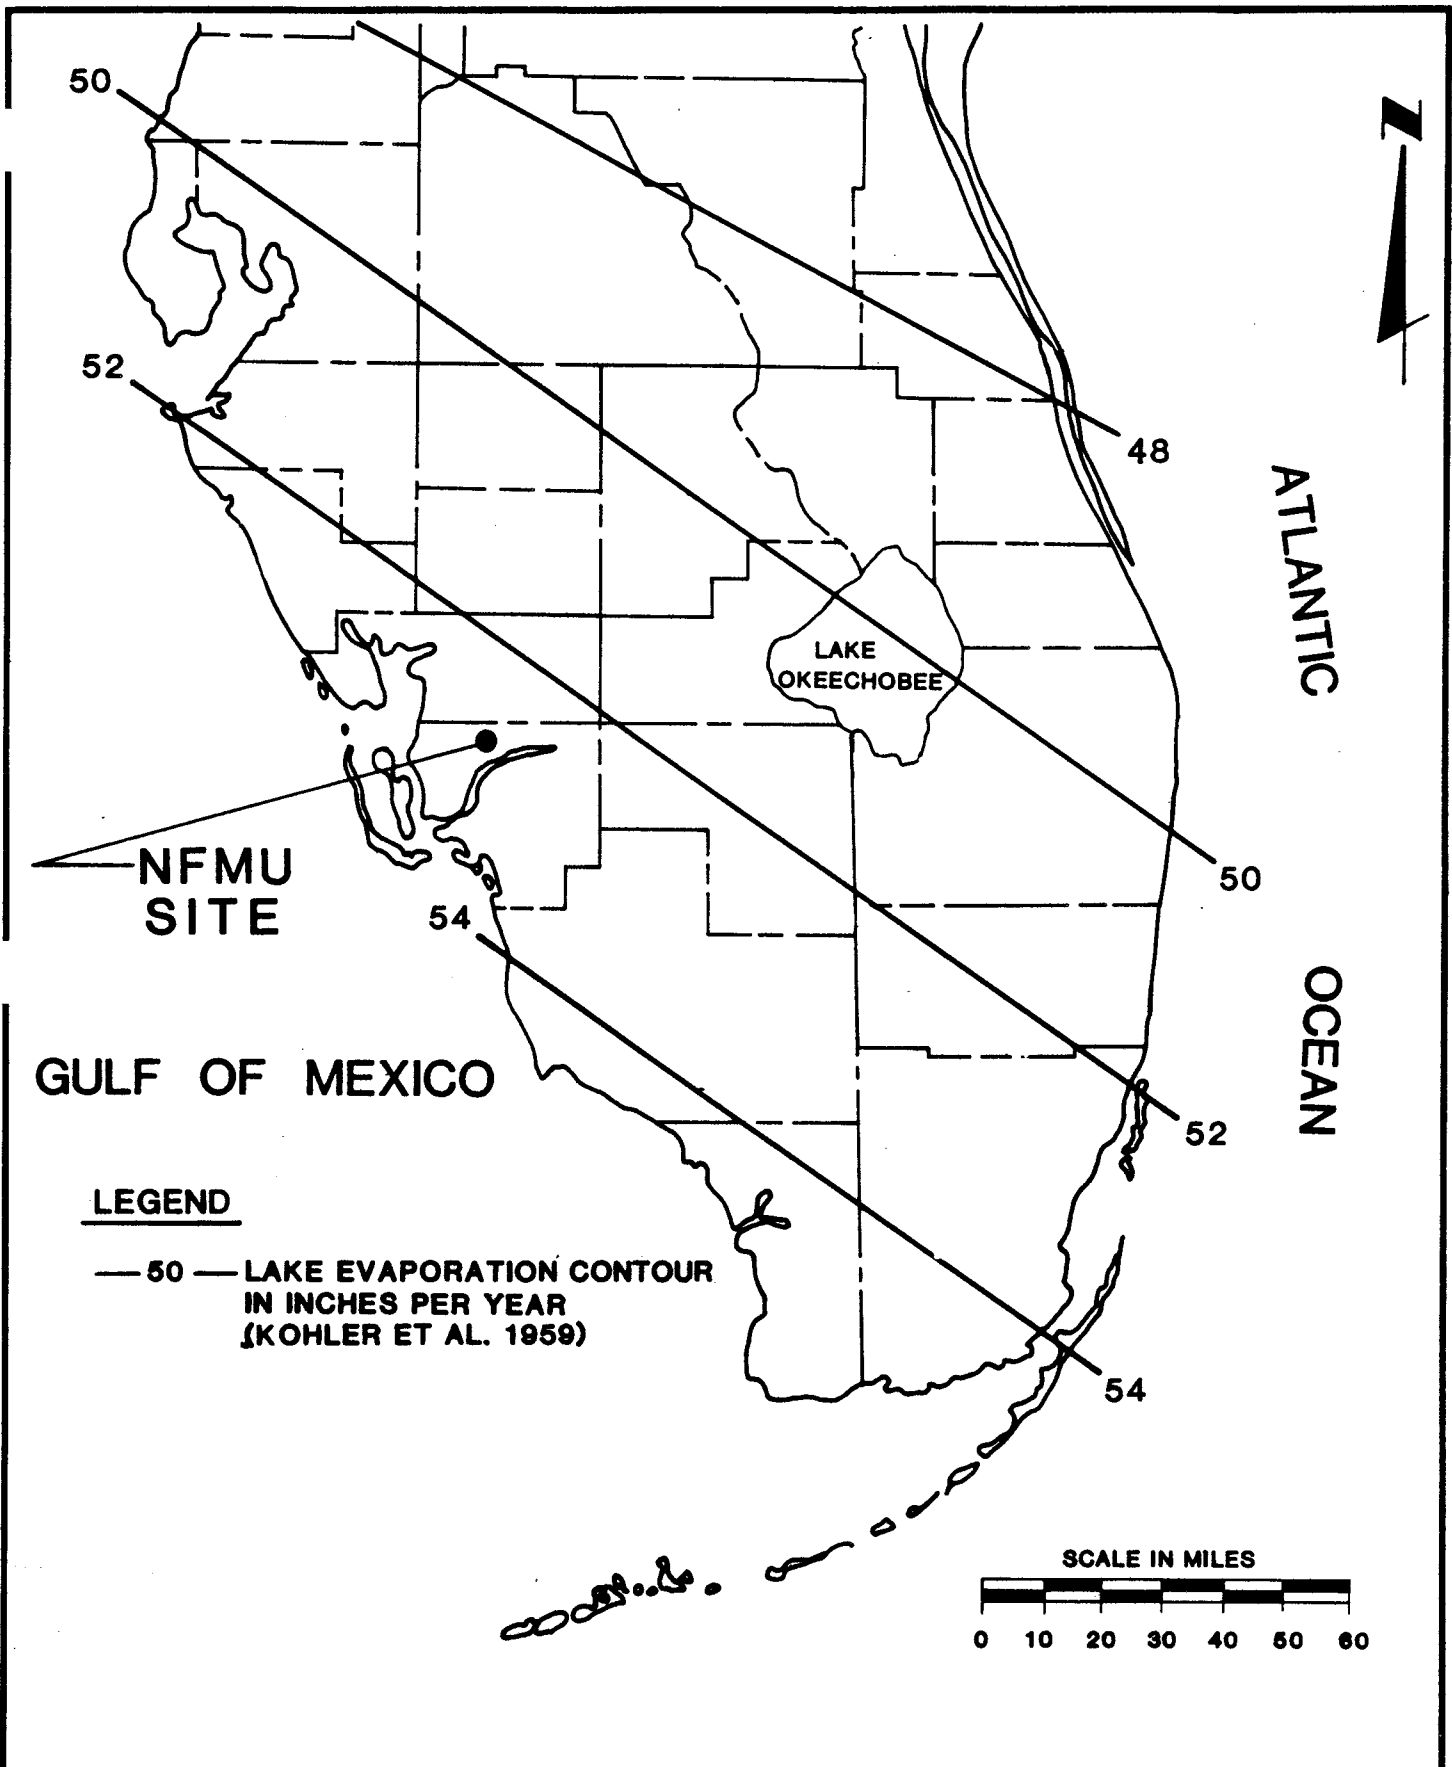 50
N
52
48
ATLANTIC
LAKE
OKEECHOBEE
NFMU
SITE
50
54
OCEAN
GULF OF MEXICO
52
LEGEND
50 LAKE EVAPORATION CONTOUR
IN INCHES PER YEAR
(KOHLER ET AL. 1959)
54
SCALE IN MILES
0 10 20 30 40 50 60